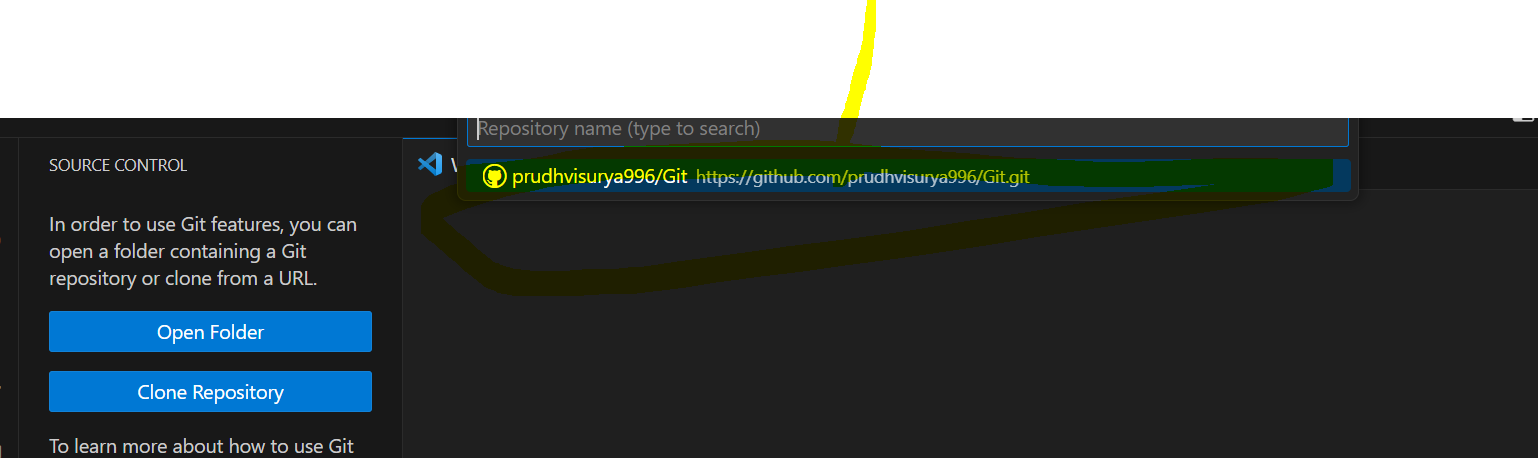 Repository name (type to search)
SOURCE CONTROL
W
prudhvisurya996/Git https://github.com/prudhvisurya996/Git.git
In order to use Git features, you can
open a folder containing a Git
repository or clone from a URL.
Open Folder
Clone Repository
To learn more about how to use Git